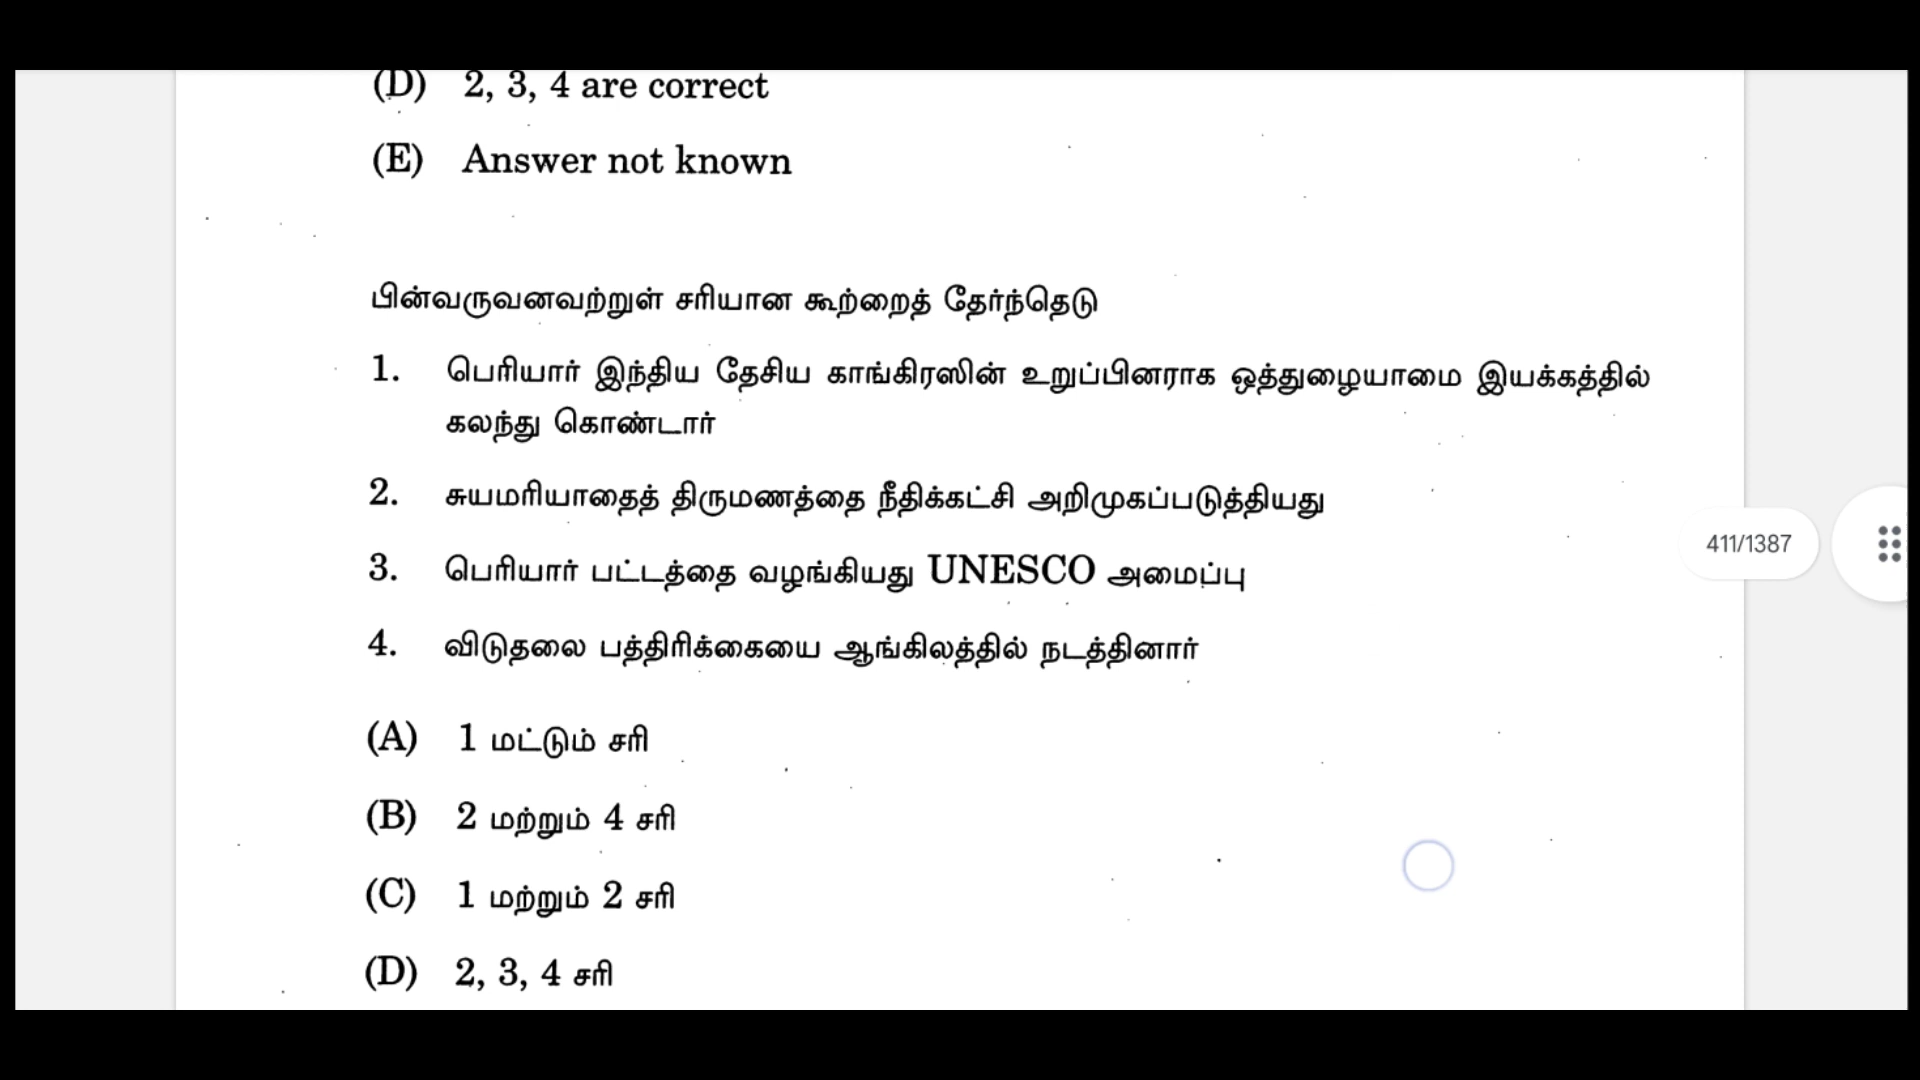 (D) 2, 3, 4 are correct
(E) Answer not known
பின்வருவனவற்றுள் சரியான கூற்றைத் தேர்ந்தெடு
1. பெரியார் இந்திய தேசிய காங்கிரஸின் உறுப்பினராக ஒத்துழையாமை இயக்கத்தில்
கலந்து கொண்டார்
2. சுயமரியாதைத் திருமணத்தை நீதிக்கட்சி அறிமுகப்படுத்தியது
3. பெரியார் பட்டத்தை வழங்கியது UNESCO அமைப்பு
4. விடுதலை பத்திரிக்கையை ஆங்கிலத்தில் நடத்தினார்
(A) 1 மட்டும் சரி
(B) 2 மற்றும் 4 சரி
(C) 1 மற்றும் 2 சரி
(D) 2, 3, 4 சரி
411/1387